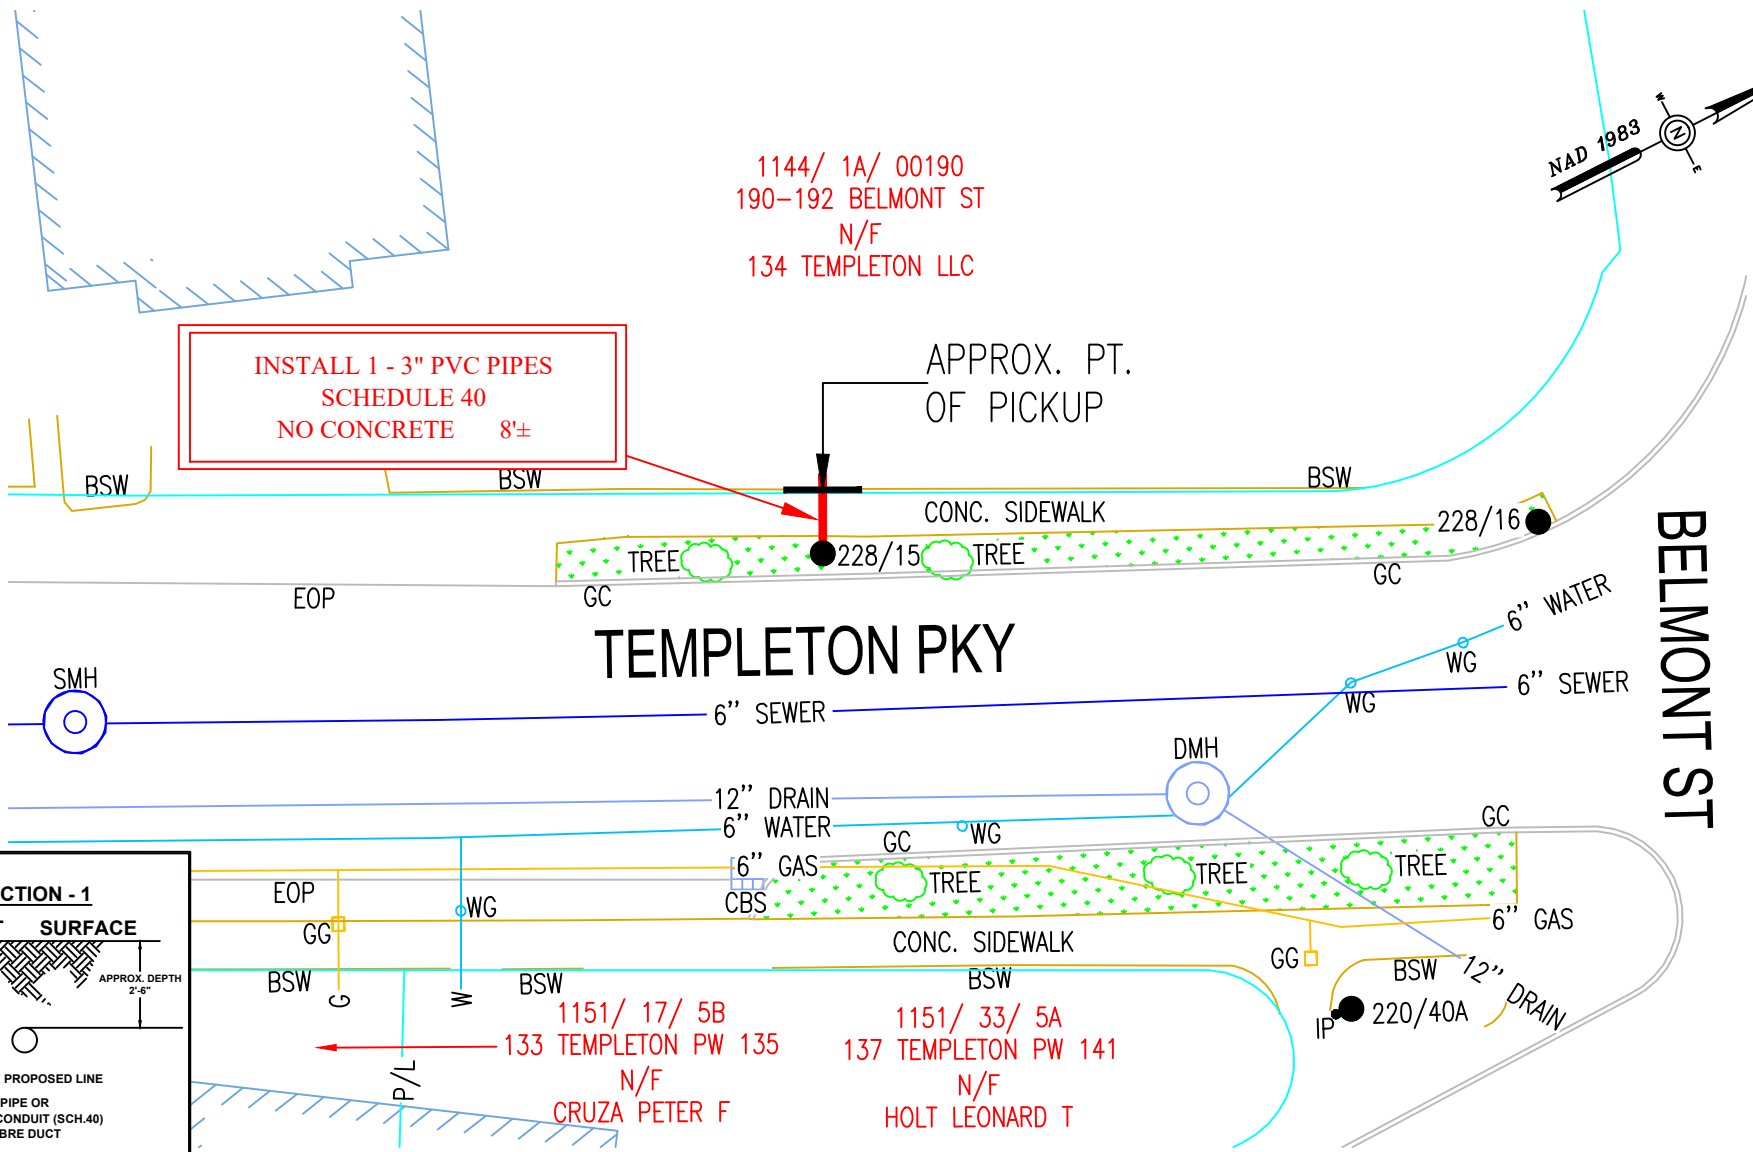 NAD 1983
W
N
E
1144/ 1A/ 00190
190-192 BELMONT ST
N/F
134 TEMPLETON LLC
INSTALL 1 - 3" PVC PIPES
SCHEDULE 40
NO CONCRETE 8'±
APPROX. PT.
OF PICKUP
BSW
BSW
BSW
CONC. SIDEWALK
228/16
TREE
228/15
TREE
EOP
GC
GC
TEMPLETON PKY
BELMONT ST
6'' WATER
WG
WG
6'' SEWER
SMH
6'' SEWER
DMH
12'' DRAIN
6'' WATER
WG
GC
GC
6'' GAS
TREE
TREE
TREE
CBS
EOP
WG
GG
CONC. SIDEWALK
6'' GAS
GG
BSW
BSW
BSW
BSW
12'' DRAIN
G
W
P/L
IP
220/40A
1151/ 17/ 5B
133 TEMPLETON PW 135
N/F
CRUZA PETER F
1151/ 33/ 5A
137 TEMPLETON PW 141
N/F
HOLT LEONARD T
CTION - 1
T SURFACE
APPROX. DEPTH
2'-6"
PROPOSED LINE
PIPE OR
CONDUIT (SCH.40)
BRE DUCT